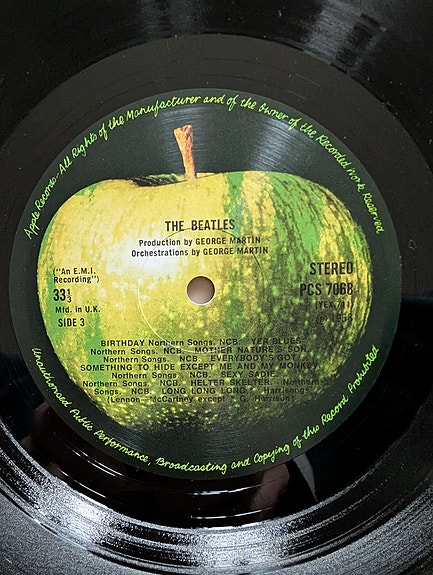 Apple Records-All Rights of the Manufacturer and of the Owner of the Recorded Work Reserved
THE BEATLES
Production by GEORGE MARTIN
Orchestrations by GEORGE MARTIN
("An E.M.I.
Recording")
33⅓
Mfd. in U.K.
SIDE 3
STEREO
PCS 7068
(YEX.711)
℗ 1968
BIRTHDAY Northern Songs. NCB. YER BLUES
Northern Songs. NCB. MOTHER NATURE'S SON
Northern Songs. NCB. EVERYBODY'S GOT
SOMETHING TO HIDE EXCEPT ME AND MY MONKEY
Northern Songs. NCB. SEXY SADIE
Northern Songs. NCB. HELTER SKELTER - Northern
Songs. NCB. LONG LONG LONG - Harrisongs.
(Lennon-McCartney except *G. Harrison)
Unauthorised Public Performance, Broadcasting and Copying of this Record Prohibited